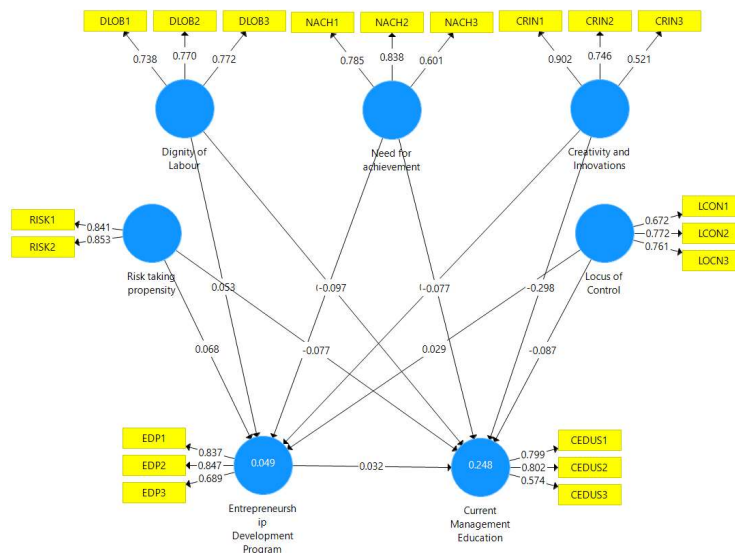 DLOB1
DLOB2
DLOB3
NACH1
NACH2
NACH3
CRIN1
CRIN2
CRIN3
0.738
0.770
0.772
0.785
0.838
0.601
0.902
0.746
0.521
Dignity of
Labour
Need for
achievement
Creativity and
Innovations
RISK1
0.841
RISK2
0.853
Risk taking
propensity
LCON1
0.672
LCON2
0.772
LOCN3
0.761
Locus of
Control
0.053
-0.097
-0.077
-0.298
0.068
-0.077
0.029
-0.087
EDP1
0.837
EDP2
0.847
EDP3
0.689
0.049
0.032
0.248
CEDUS1
0.799
CEDUS2
0.802
CEDUS3
0.574
Entrepreneursh
ip
Development
Program
Current
Management
Education